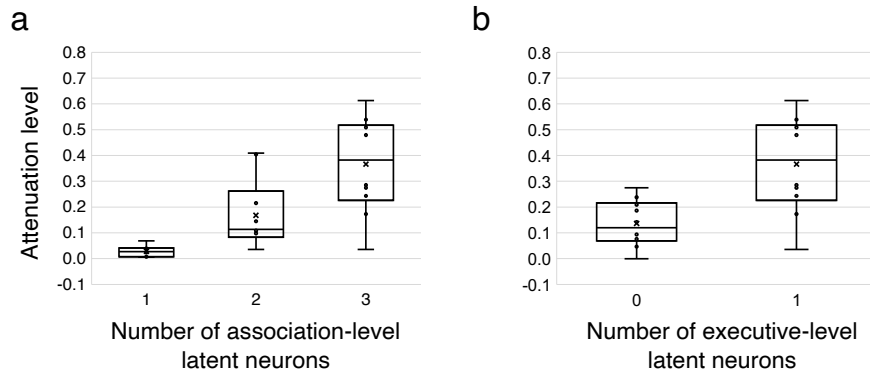 a
0.8
0.7
0.6
0.5
0.4
0.3
0.2
0.1
0.0
-0.1
Attenuation level
1 2 3
Number of association-level
latent neurons
b
0.8
0.7
0.6
0.5
0.4
0.3
0.2
0.1
0.0
-0.1
0 1
Number of executive-level
latent neurons